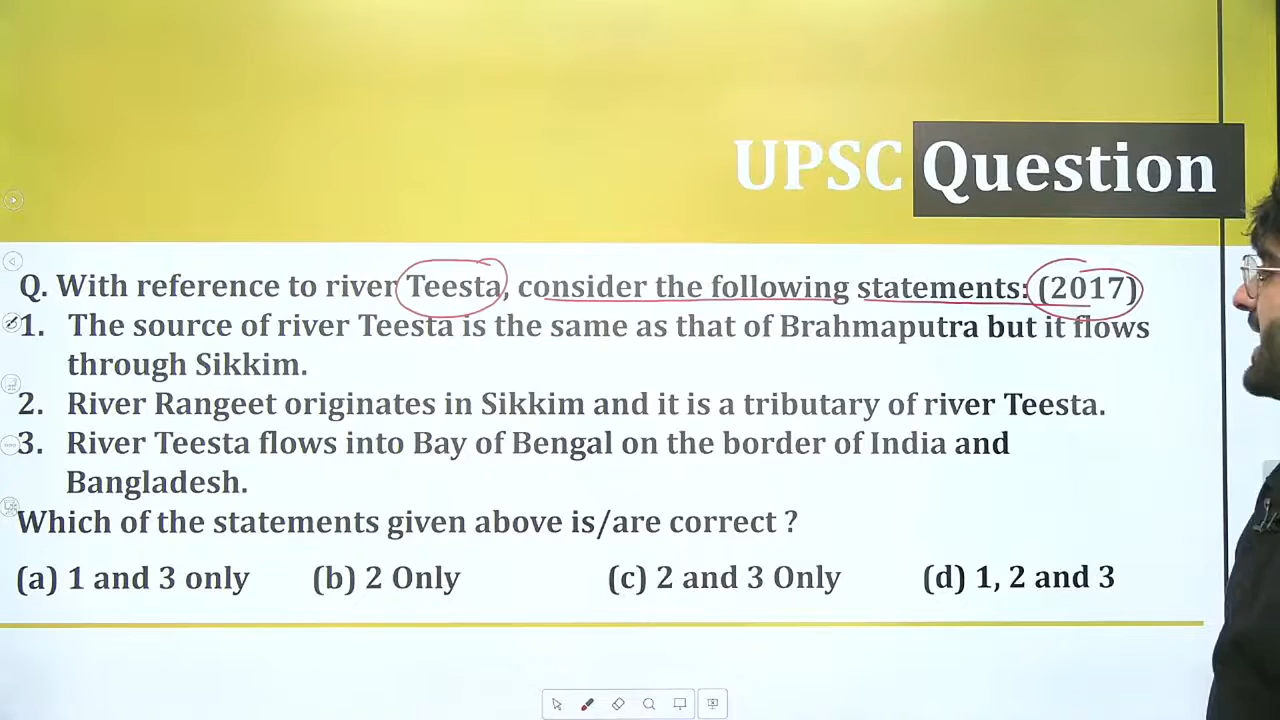 UPSC Question
Q. With reference to river Teesta, consider the following statements: (2017)
1. The source of river Teesta is the same as that of Brahmaputra but it flows
through Sikkim.
2. River Rangeet originates in Sikkim and it is a tributary of river Teesta.
3. River Teesta flows into Bay of Bengal on the border of India and
Bangladesh.
Which of the statements given above is/are correct ?
(a) 1 and 3 only (b) 2 Only (c) 2 and 3 Only (d) 1, 2 and 3